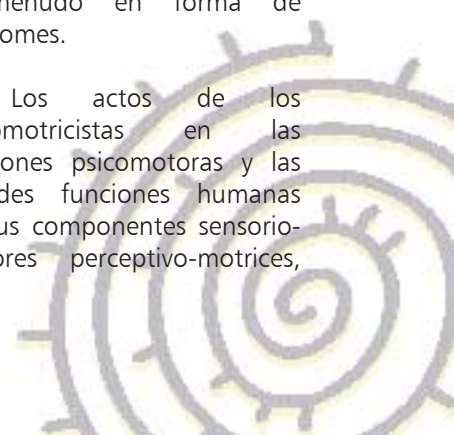 menudo en forma de
omes.
Los actos de los
omotricistas en las
ones psicomotoras y las
des funciones humanas
us componentes sensorio-
ores perceptivo-motrices,